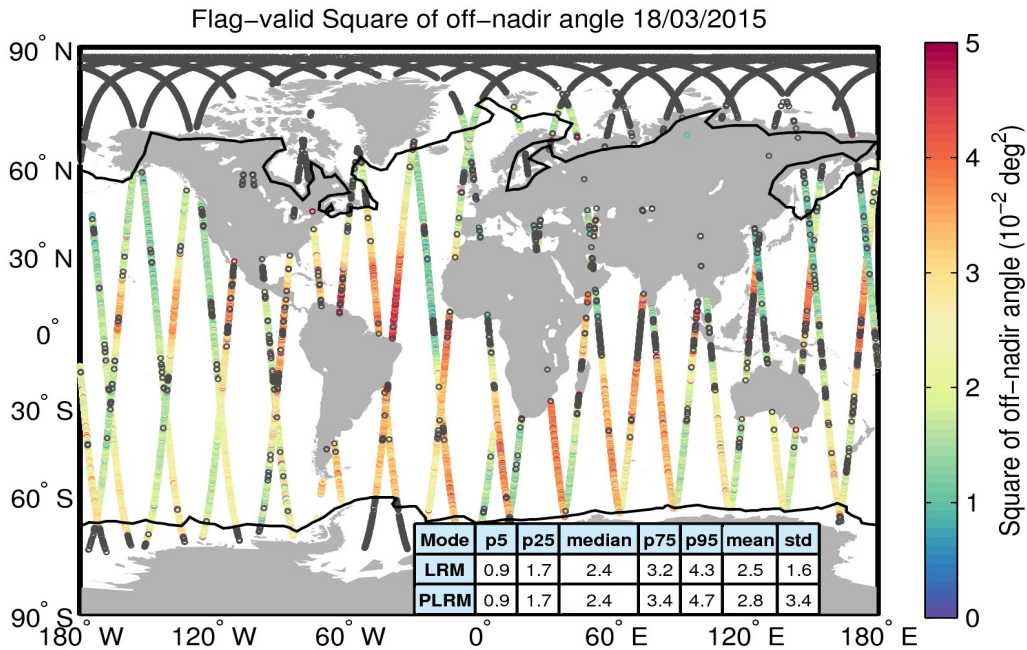 Flag−valid Square of off−nadir angle 18/03/2015
90° N
60° N
30° N
0°
30° S
60° S
90° S
180° W
120° W
60° W
0°
60° E
120° E
180° E
Mode p5 p25 median p75 p95 mean std
LRM 0.9 1.7 2.4 3.2 4.3 2.5 1.6
PLRM 0.9 1.7 2.4 3.4 4.7 2.8 3.4
5
4
3
2
1
0
Square of off−nadir angle (10⁻² deg²)